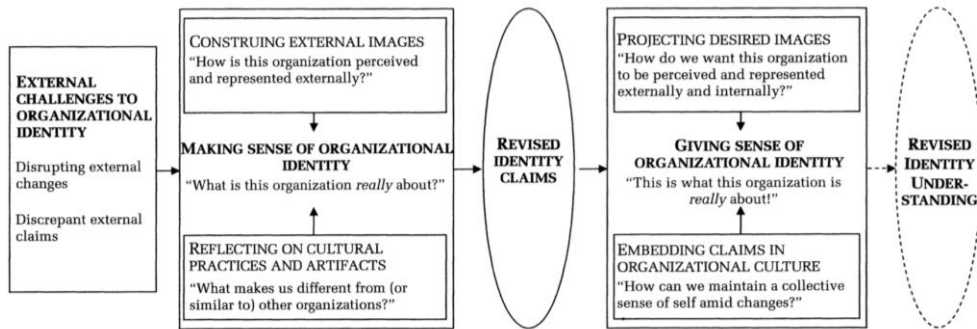 EXTERNAL
CHALLENGES TO
ORGANIZATIONAL
IDENTITY
Disrupting external
changes
Discrepant external
claims
CONSTRUING EXTERNAL IMAGES
“How is this organization perceived
and represented externally?”
MAKING SENSE OF ORGANIZATIONAL
IDENTITY
“What is this organization really about?”
REFLECTING ON CULTURAL
PRACTICES AND ARTIFACTS
“What makes us different from (or
similar to) other organizations?”
REVISED
IDENTITY
CLAIMS
PROJECTING DESIRED IMAGES
“How do we want this organization
to be perceived and represented
externally and internally?”
GIVING SENSE OF
ORGANIZATIONAL IDENTITY
“This is what this organization is
really about!”
EMBEDDING CLAIMS IN
ORGANIZATIONAL CULTURE
“How can we maintain a collective
sense of self amid changes?”
REVISED
IDENTITY
UNDER-
STANDING